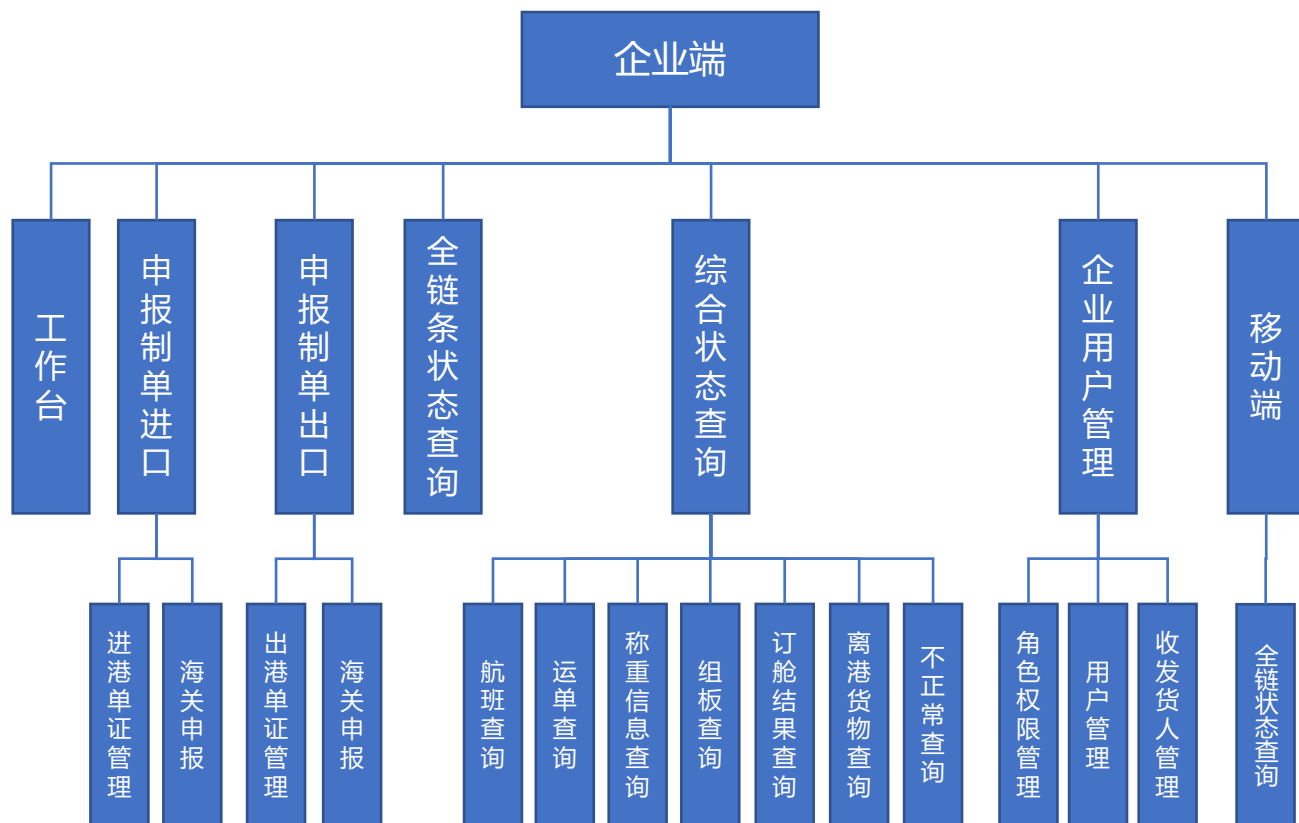 企业端
工作台
申报制单进口
申报制单出口
全链条状态查询
综合状态查询
企业用户管理
移动端
进港单证管理
海关申报
出港单证管理
海关申报
航班查询
运单查询
称重信息查询
组板查询
订舱结果查询
离港货物查询
不正常查询
角色权限管理
用户管理
收发货人管理
全链状态查询